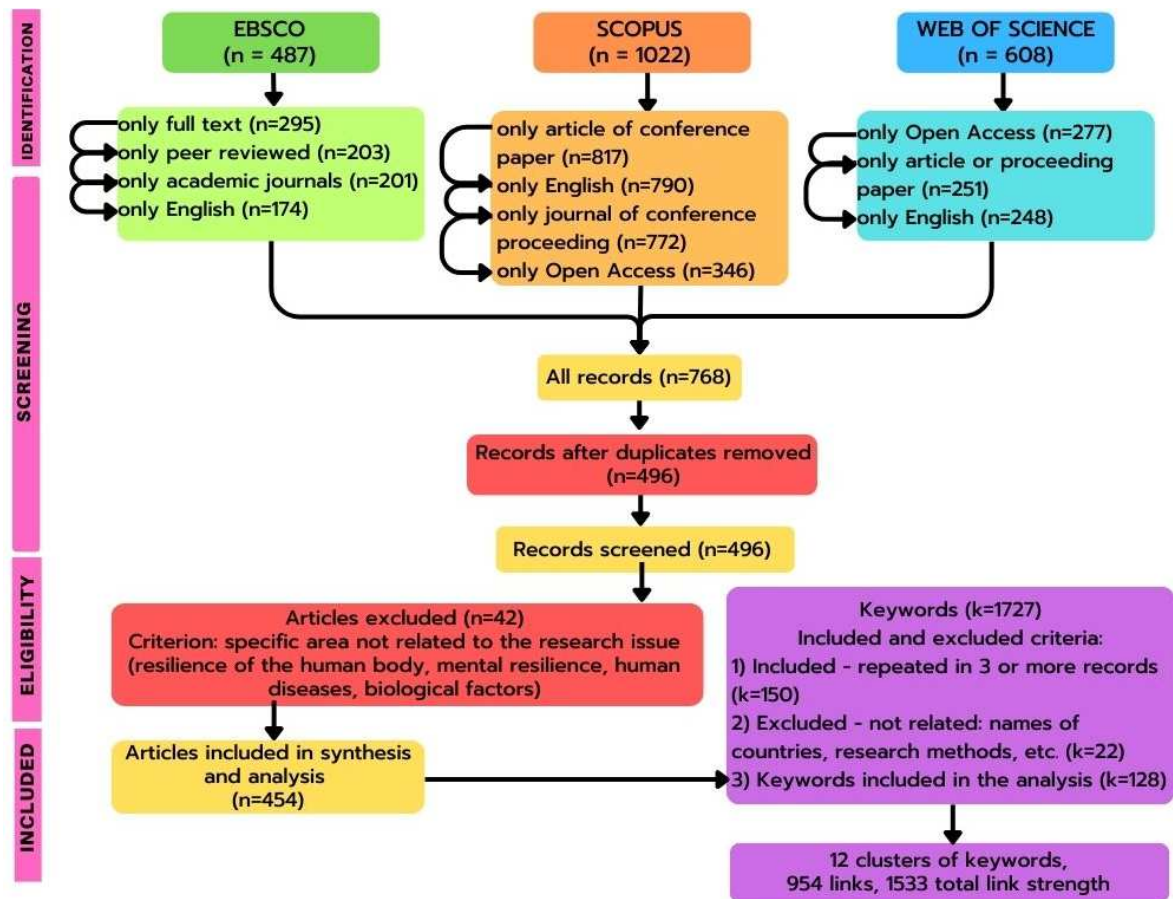 IDENTIFICATION
EBSCO
(n = 487)
SCOPUS
(n = 1022)
WEB OF SCIENCE
(n = 608)
only full text (n=295)
only peer reviewed (n=203)
only academic journals (n=201)
only English (n=174)
only article of conference
paper (n=817)
only English (n=790)
only journal of conference
proceeding (n=772)
only Open Access (n=346)
only Open Access (n=277)
only article or proceeding
paper (n=251)
only English (n=248)
SCREENING
All records (n=768)
Records after duplicates removed
(n=496)
Records screened (n=496)
ELIGIBILITY
Articles excluded (n=42)
Criterion: specific area not related to the research issue
(resilience of the human body, mental resilience, human
diseases, biological factors)
Keywords (k=1727)
Included and excluded criteria:
1) Included - repeated in 3 or more records
(k=150)
2) Excluded - not related: names of
countries, research methods, etc. (k=22)
3) Keywords included in the analysis (k=128)
INCLUDED
Articles included in synthesis
and analysis
(n=454)
12 clusters of keywords,
954 links, 1533 total link strength